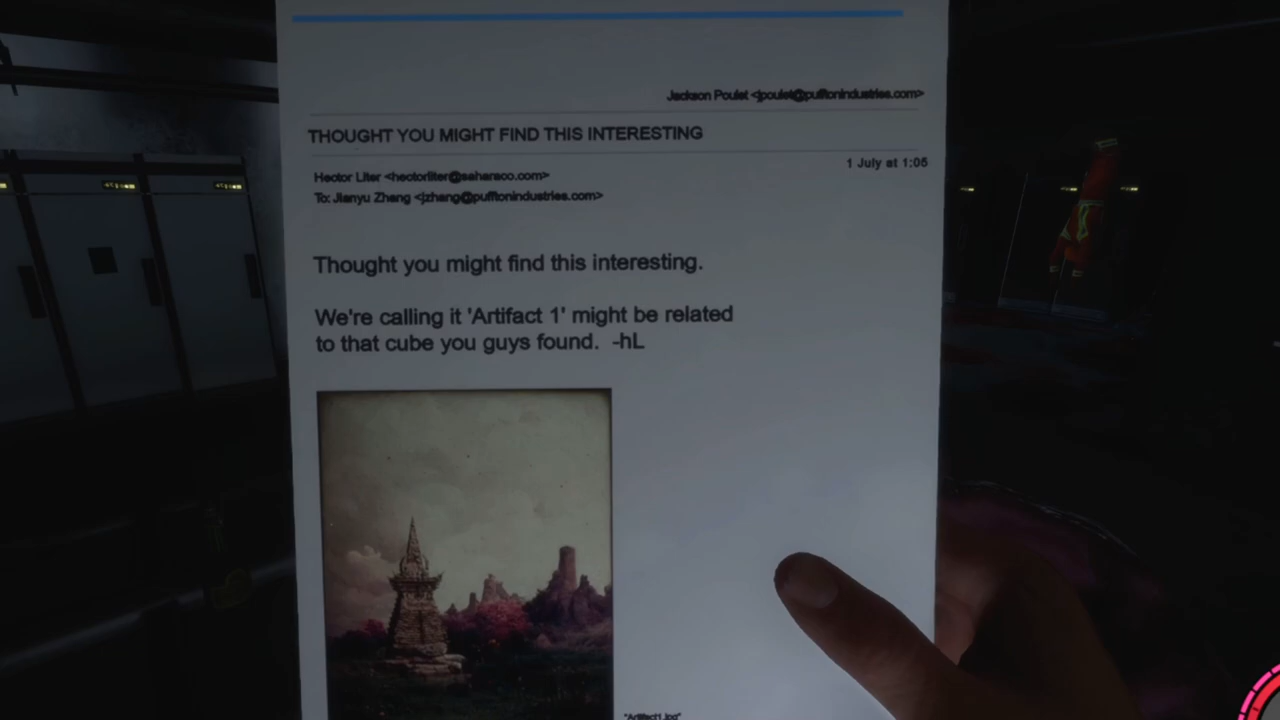 Jackson Poulet <jpoulet@pufftonindustries.com>
THOUGHT YOU MIGHT FIND THIS INTERESTING
1 July at 1:05
Hector Liter <hectorliter@saharaco.com>
To: Jianyu Zhang <jzhang@pufftonindustries.com>
Thought you might find this interesting.
We're calling it 'Artifact 1' might be related
to that cube you guys found. -hL
"Artifact1.jpg"